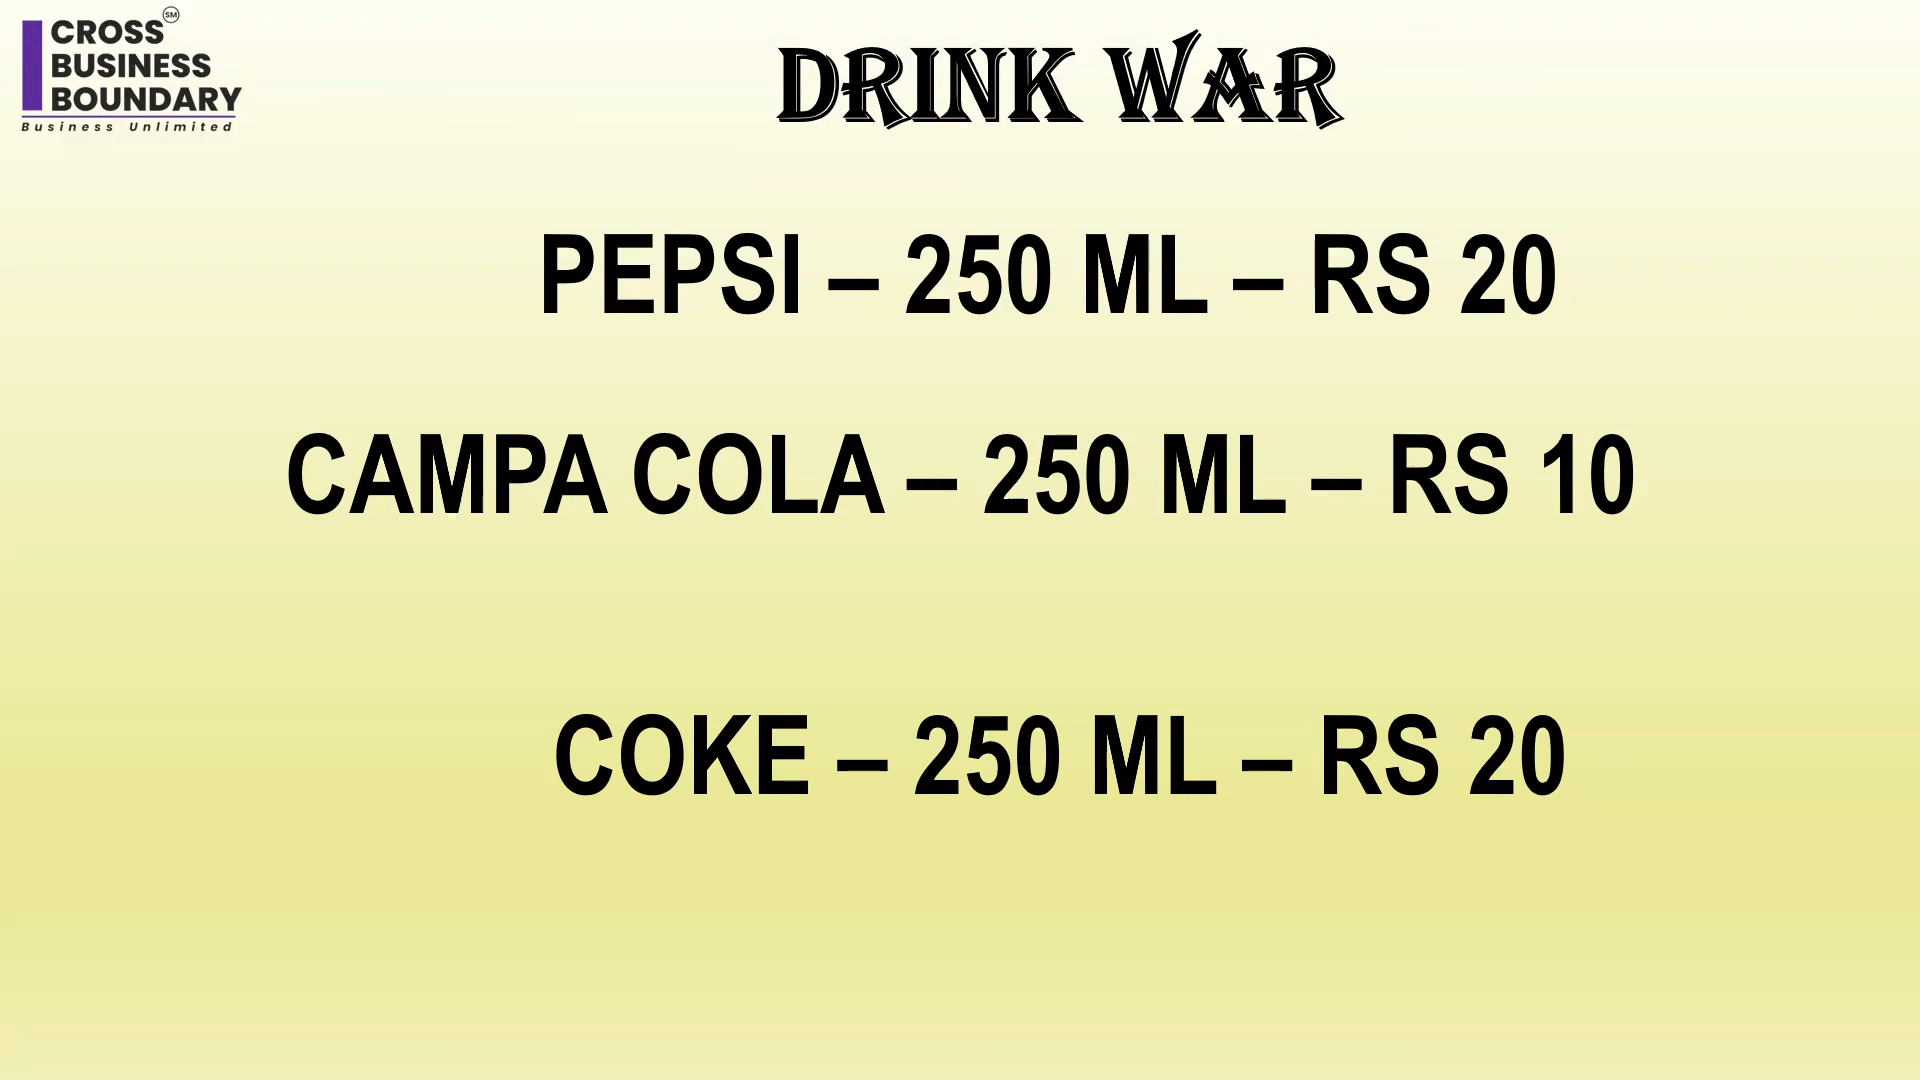 CROSS SM
BUSINESS
BOUNDARY
Business Unlimited
DRINK WAR
PEPSI – 250 ML – RS 20
CAMPA COLA – 250 ML – RS 10
COKE – 250 ML – RS 20